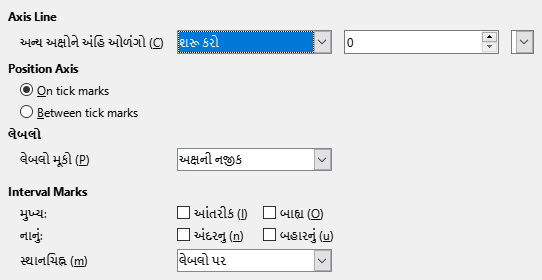 Axis Line
અન્ય અક્ષોને અંહિ ઓળંગો (C) શરૂ કરો 0
Position Axis
On tick marks
Between tick marks
લેબલો
લેબલો મૂકો (P) અક્ષની નજીક
Interval Marks
મુખ્ય: આંતરીક (I) બાહ્ય (O)
નાનું: અંદરનુ (n) બહારનું (u)
સ્થાનચિહ્ન (m) લેબલો પર